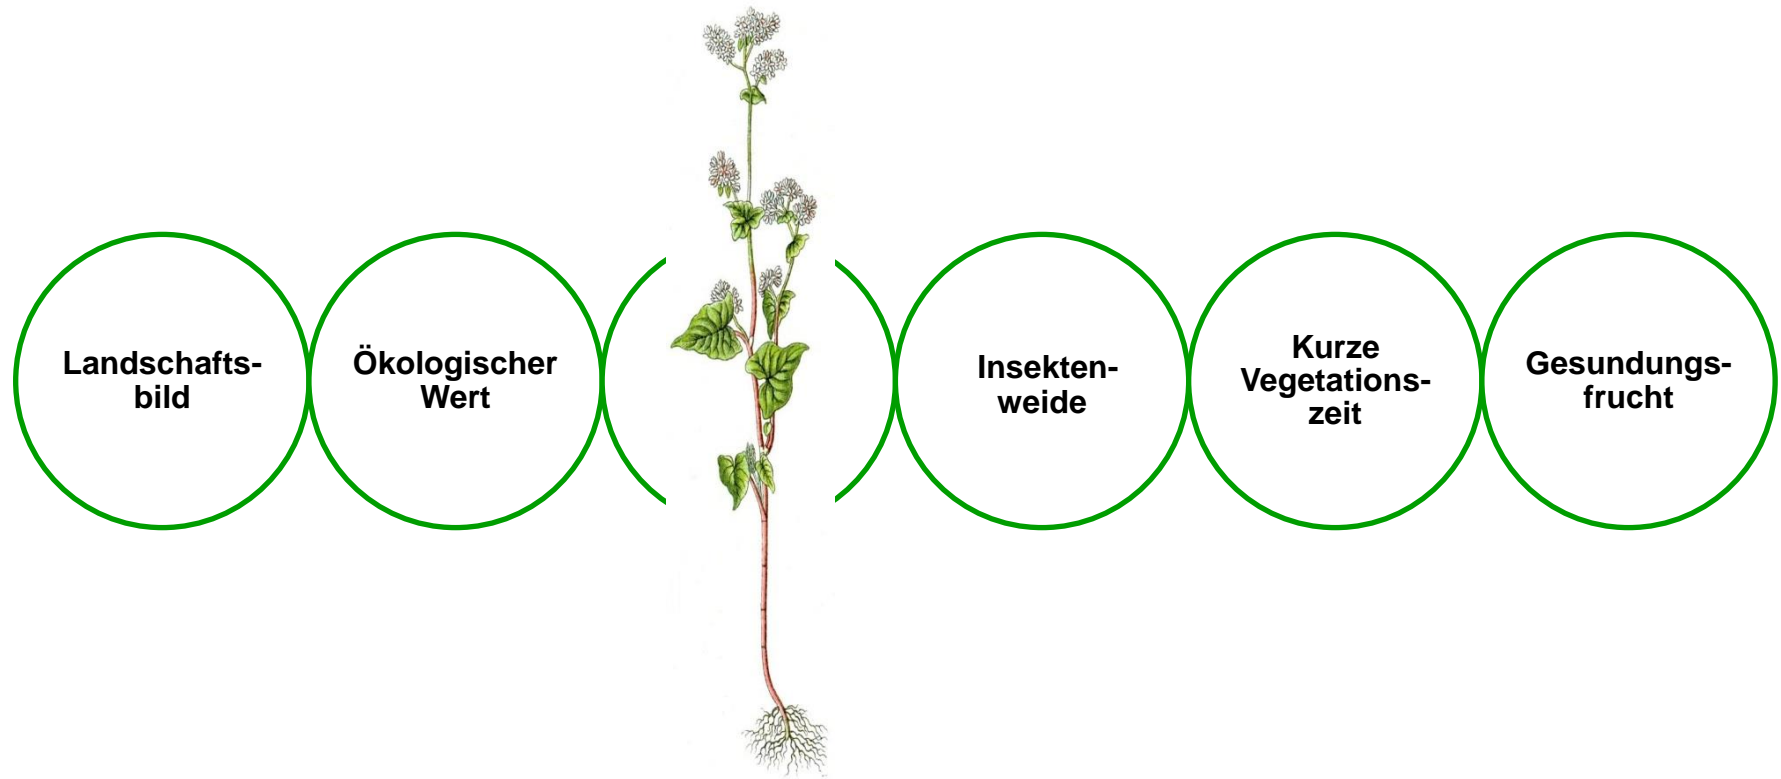 Landschafts-
bild
Ökologischer
Wert
Insekten-
weide
Kurze
Vegetations-
zeit
Gesundungs-
frucht